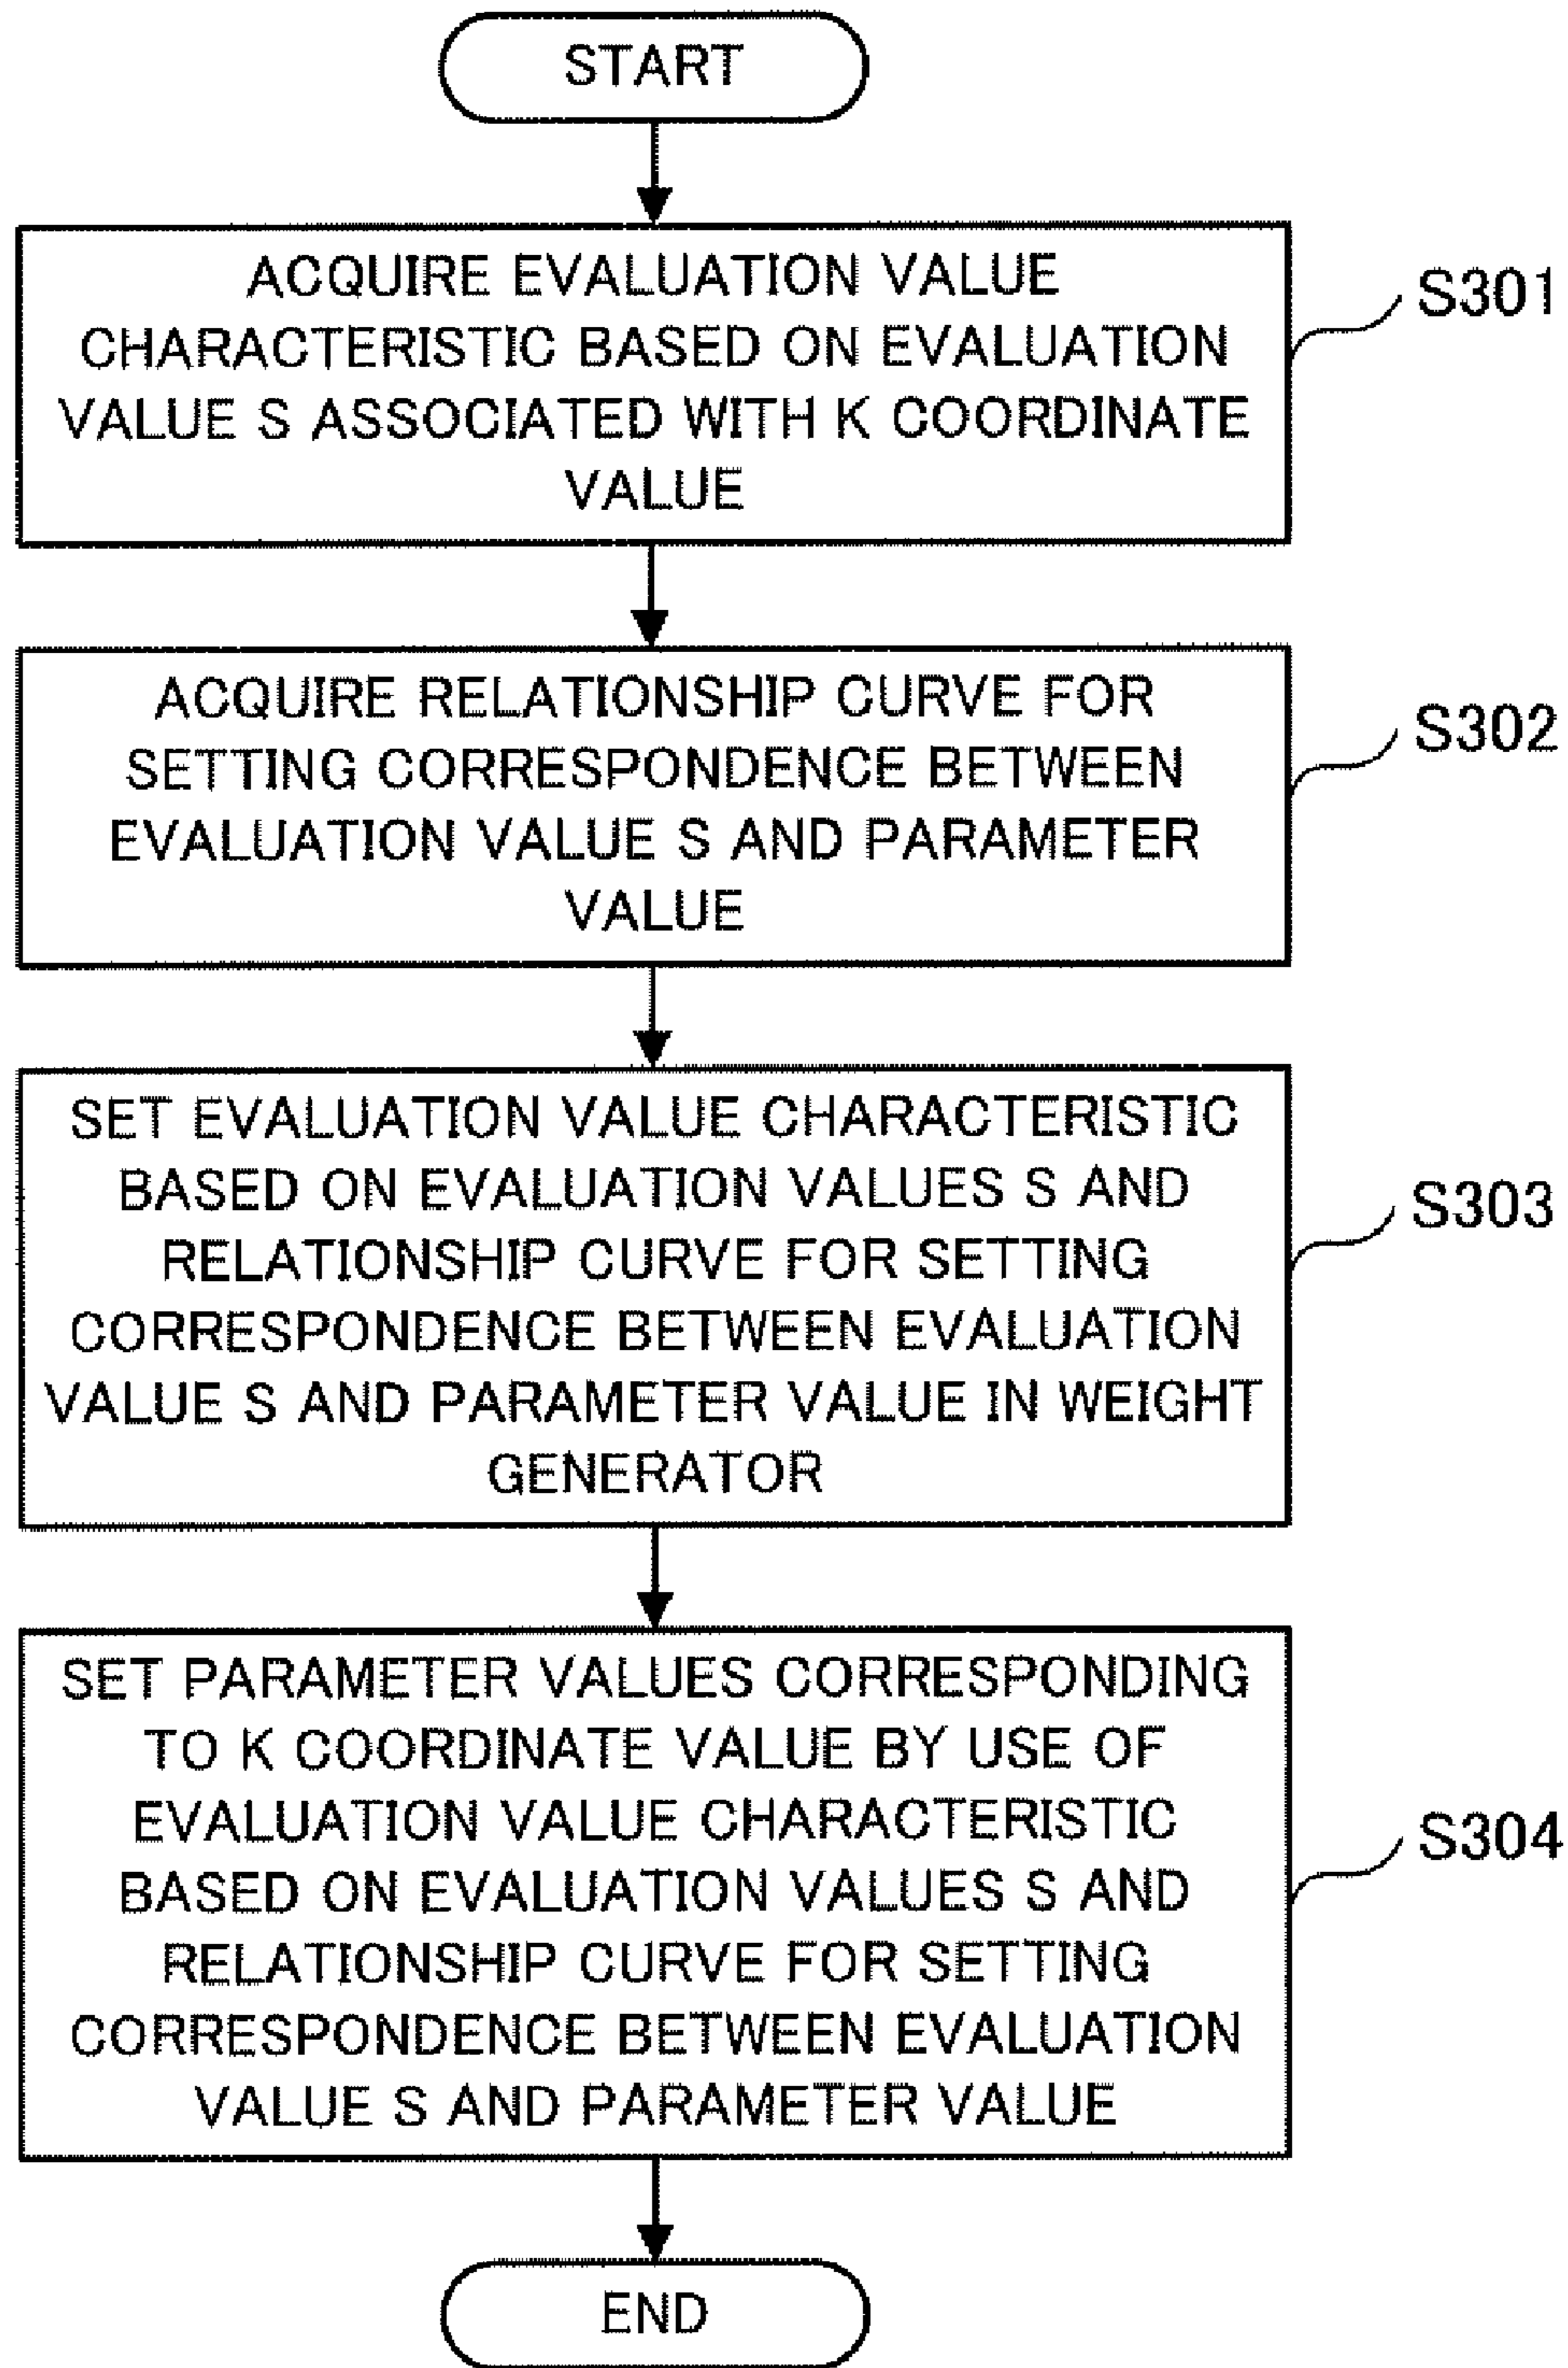 START
ACQUIRE EVALUATION VALUE
CHARACTERISTIC BASED ON EVALUATION
VALUE S ASSOCIATED WITH K COORDINATE
VALUE
S301
ACQUIRE RELATIONSHIP CURVE FOR
SETTING CORRESPONDENCE BETWEEN
EVALUATION VALUE S AND PARAMETER
VALUE
S302
SET EVALUATION VALUE CHARACTERISTIC
BASED ON EVALUATION VALUES S AND
RELATIONSHIP CURVE FOR SETTING
CORRESPONDENCE BETWEEN EVALUATION
VALUE S AND PARAMETER VALUE IN WEIGHT
GENERATOR
S303
SET PARAMETER VALUES CORRESPONDING
TO K COORDINATE VALUE BY USE OF
EVALUATION VALUE CHARACTERISTIC
BASED ON EVALUATION VALUES S AND
RELATIONSHIP CURVE FOR SETTING
CORRESPONDENCE BETWEEN EVALUATION
VALUE S AND PARAMETER VALUE
S304
END